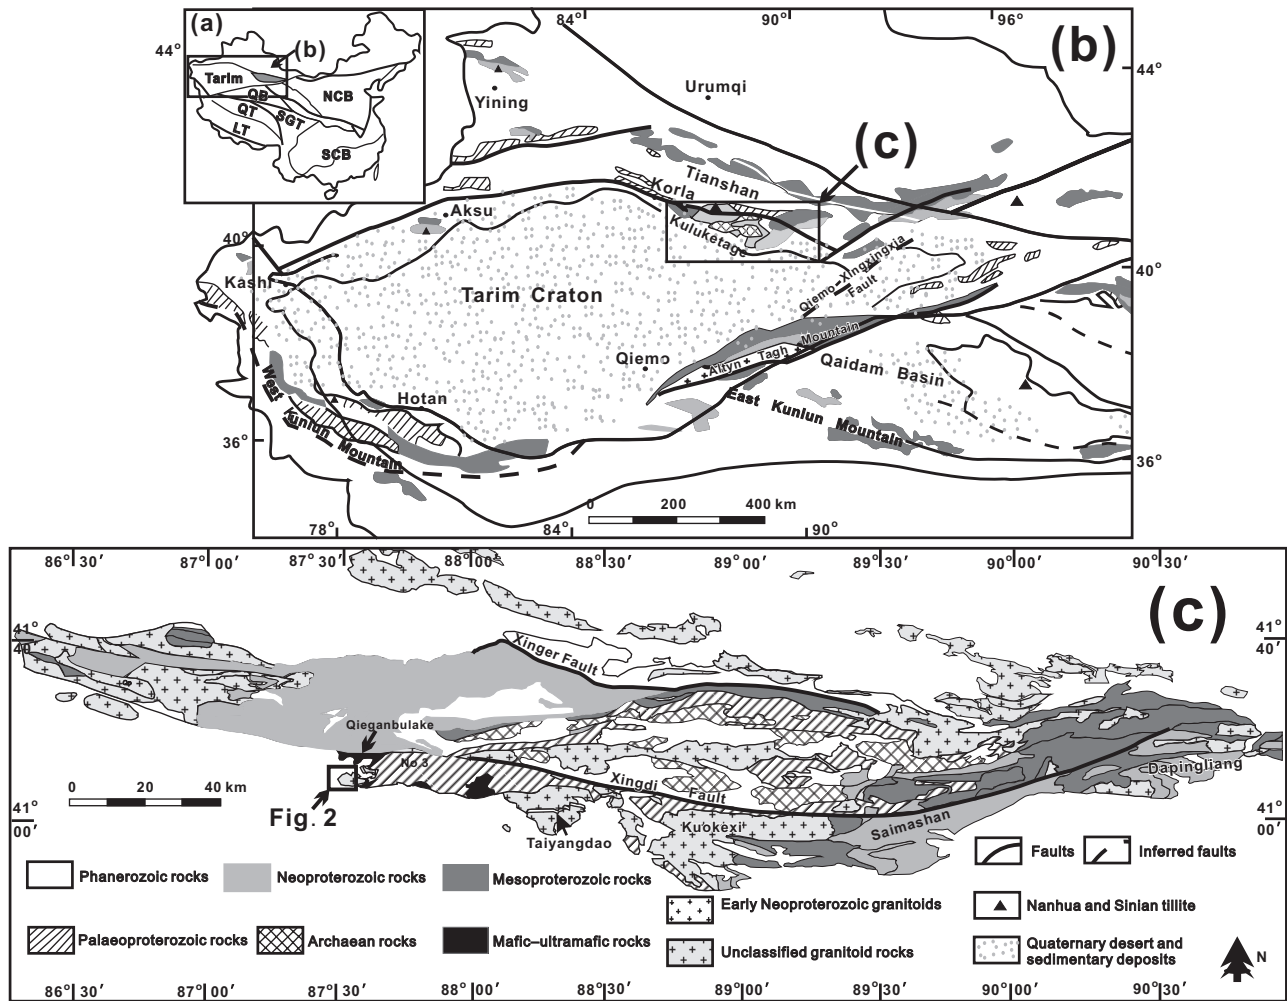 (a)
(b)
Tarim
QB
NCB
QT
SGT
LT
SCB
84°
90°
96°
(b)
44°
44°
Yining
Urumqi
(c)
Tianshan
Korla
Aksu
Kuluketage
40°
40°
Kashi
Qiemo-Xingxingxia
Fault
Tarim Craton
Qiemo
Altyn Tagh Mountain
Qaidam Basin
Hotan
East Kunlun Mountain
West
Kunlun Mountain
36°
36°
0 200 400 km
78°
84°
90°
86°30′ 87°00′ 87°30′ 88°00′ 88°30′ 89°00′ 89°30′ 90°00′ 90°30′
(c)
41°
40′
41°
40′
Xinger Fault
Qieganbulake
No 3
Xingdi Fault
Dapingliang
0 20 40 km
41°
00′
41°
00′
Fig. 2
Kuokexi
Saimashan
Taiyangdao
Faults
Inferred faults
Phanerozoic rocks
Neoproterozoic rocks
Mesoproterozoic rocks
Early Neoproterozoic granitoids
Nanhua and Sinian tillite
Palaeoproterozoic rocks
Archaean rocks
Mafic–ultramafic rocks
Unclassified granitoid rocks
Quaternary desert and
sedimentary deposits
N
86°30′ 87°00′ 87°30′ 88°00′ 88°30′ 89°00′ 89°30′ 90°00′ 90°30′